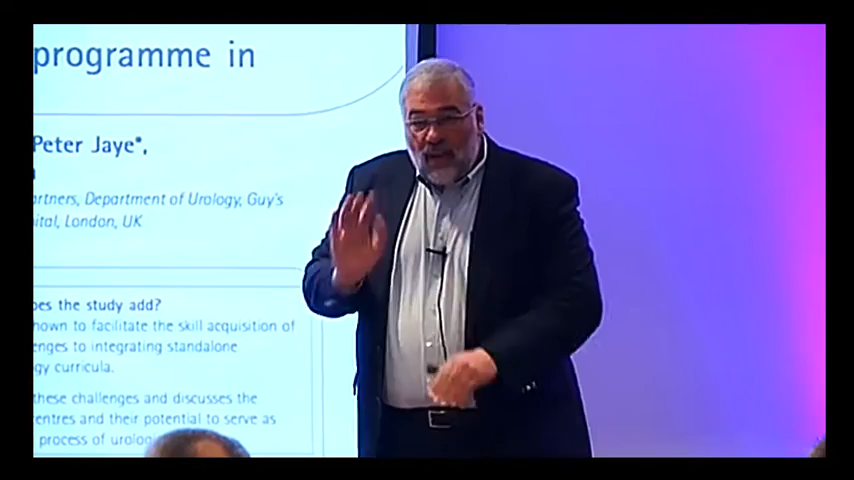 programme in
Peter Jaye*,
artners, Department of Urology, Guy's
ital, London, UK
oes the study add?
hown to facilitate the skill acquisition of
enges to integrating standalone
gy curricula.
these challenges and discusses the
entres and their potential to serve as
process of urolog